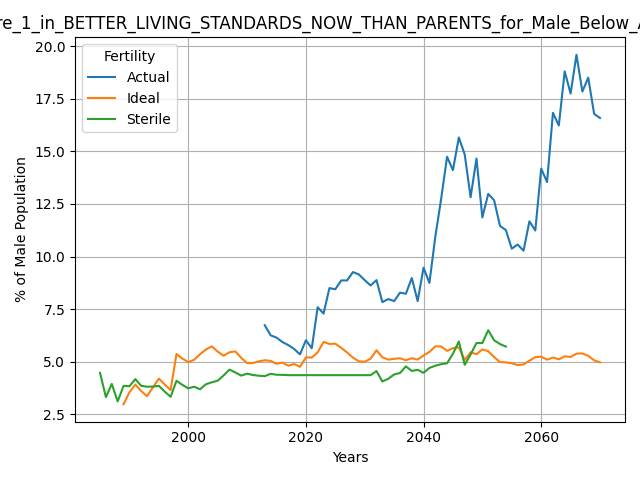 re_1_in_BETTER_LIVING_STANDARDS_NOW_THAN_PARENTS_for_Male_Below_A
Fertility
Actual
Ideal
Sterile
20.0
17.5
15.0
12.5
10.0
7.5
5.0
2.5
% of Male Population
2000
2020
2040
2060
Years